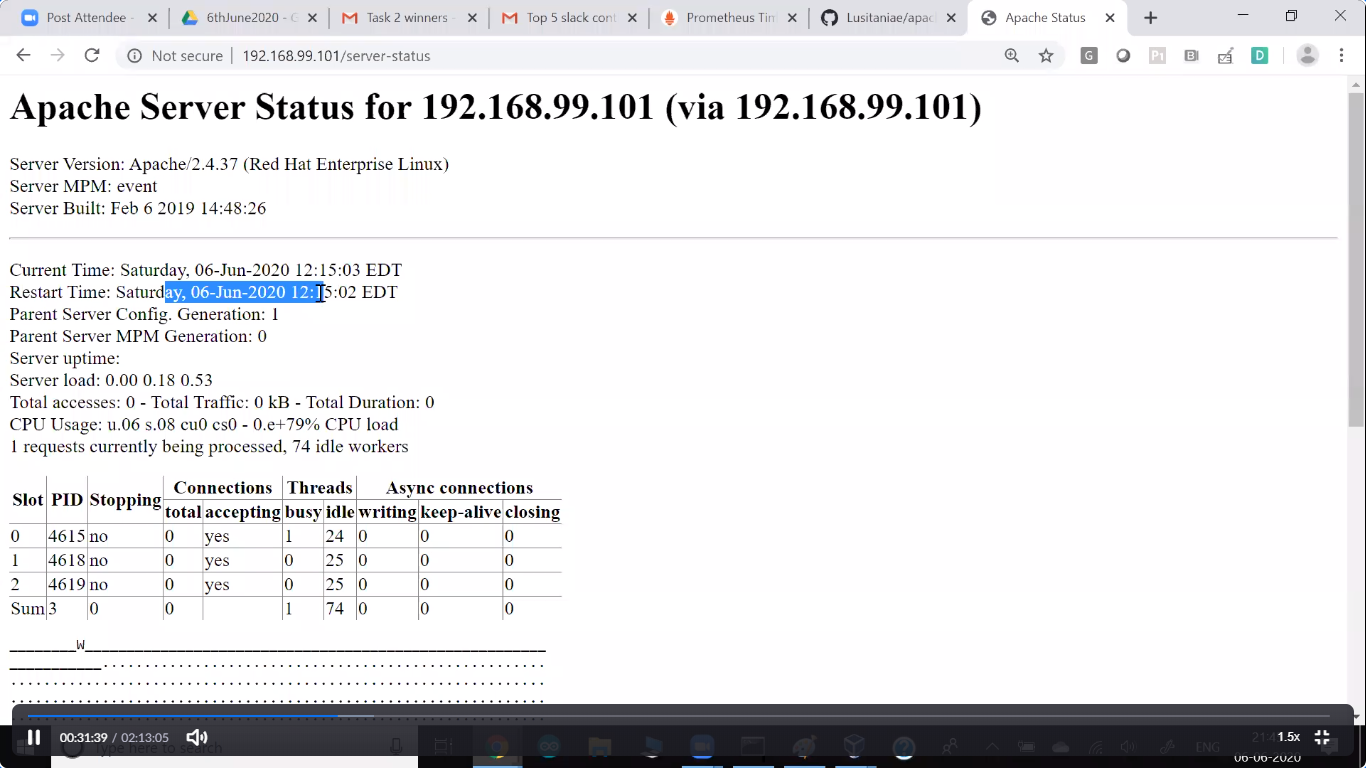 Post Attendee -
6thJune2020 - G
Task 2 winners -
Top 5 slack cont
Prometheus Tim
Lusitaniae/apac
Apache Status
Not secure | 192.168.99.101/server-status
Apache Server Status for 192.168.99.101 (via 192.168.99.101)
Server Version: Apache/2.4.37 (Red Hat Enterprise Linux)
Server MPM: event
Server Built: Feb 6 2019 14:48:26
Current Time: Saturday, 06-Jun-2020 12:15:03 EDT
Restart Time: Saturday, 06-Jun-2020 12:15:02 EDT
Parent Server Config. Generation: 1
Parent Server MPM Generation: 0
Server uptime:
Server load: 0.00 0.18 0.53
Total accesses: 0 - Total Traffic: 0 kB - Total Duration: 0
CPU Usage: u.06 s.08 cu0 cs0 - 0.e+79% CPU load
1 requests currently being processed, 74 idle workers
Slot PID Stopping Connections Threads Async connections
total accepting busy idle writing keep-alive closing
0 4615 no 0 yes 1 24 0 0 0
1 4618 no 0 yes 0 25 0 0 0
2 4619 no 0 yes 0 25 0 0 0
Sum 3 0 0 1 74 0 0 0
W
00:31:39 / 02:13:05
1.5x
Type here to search
ENG
06-06-2020